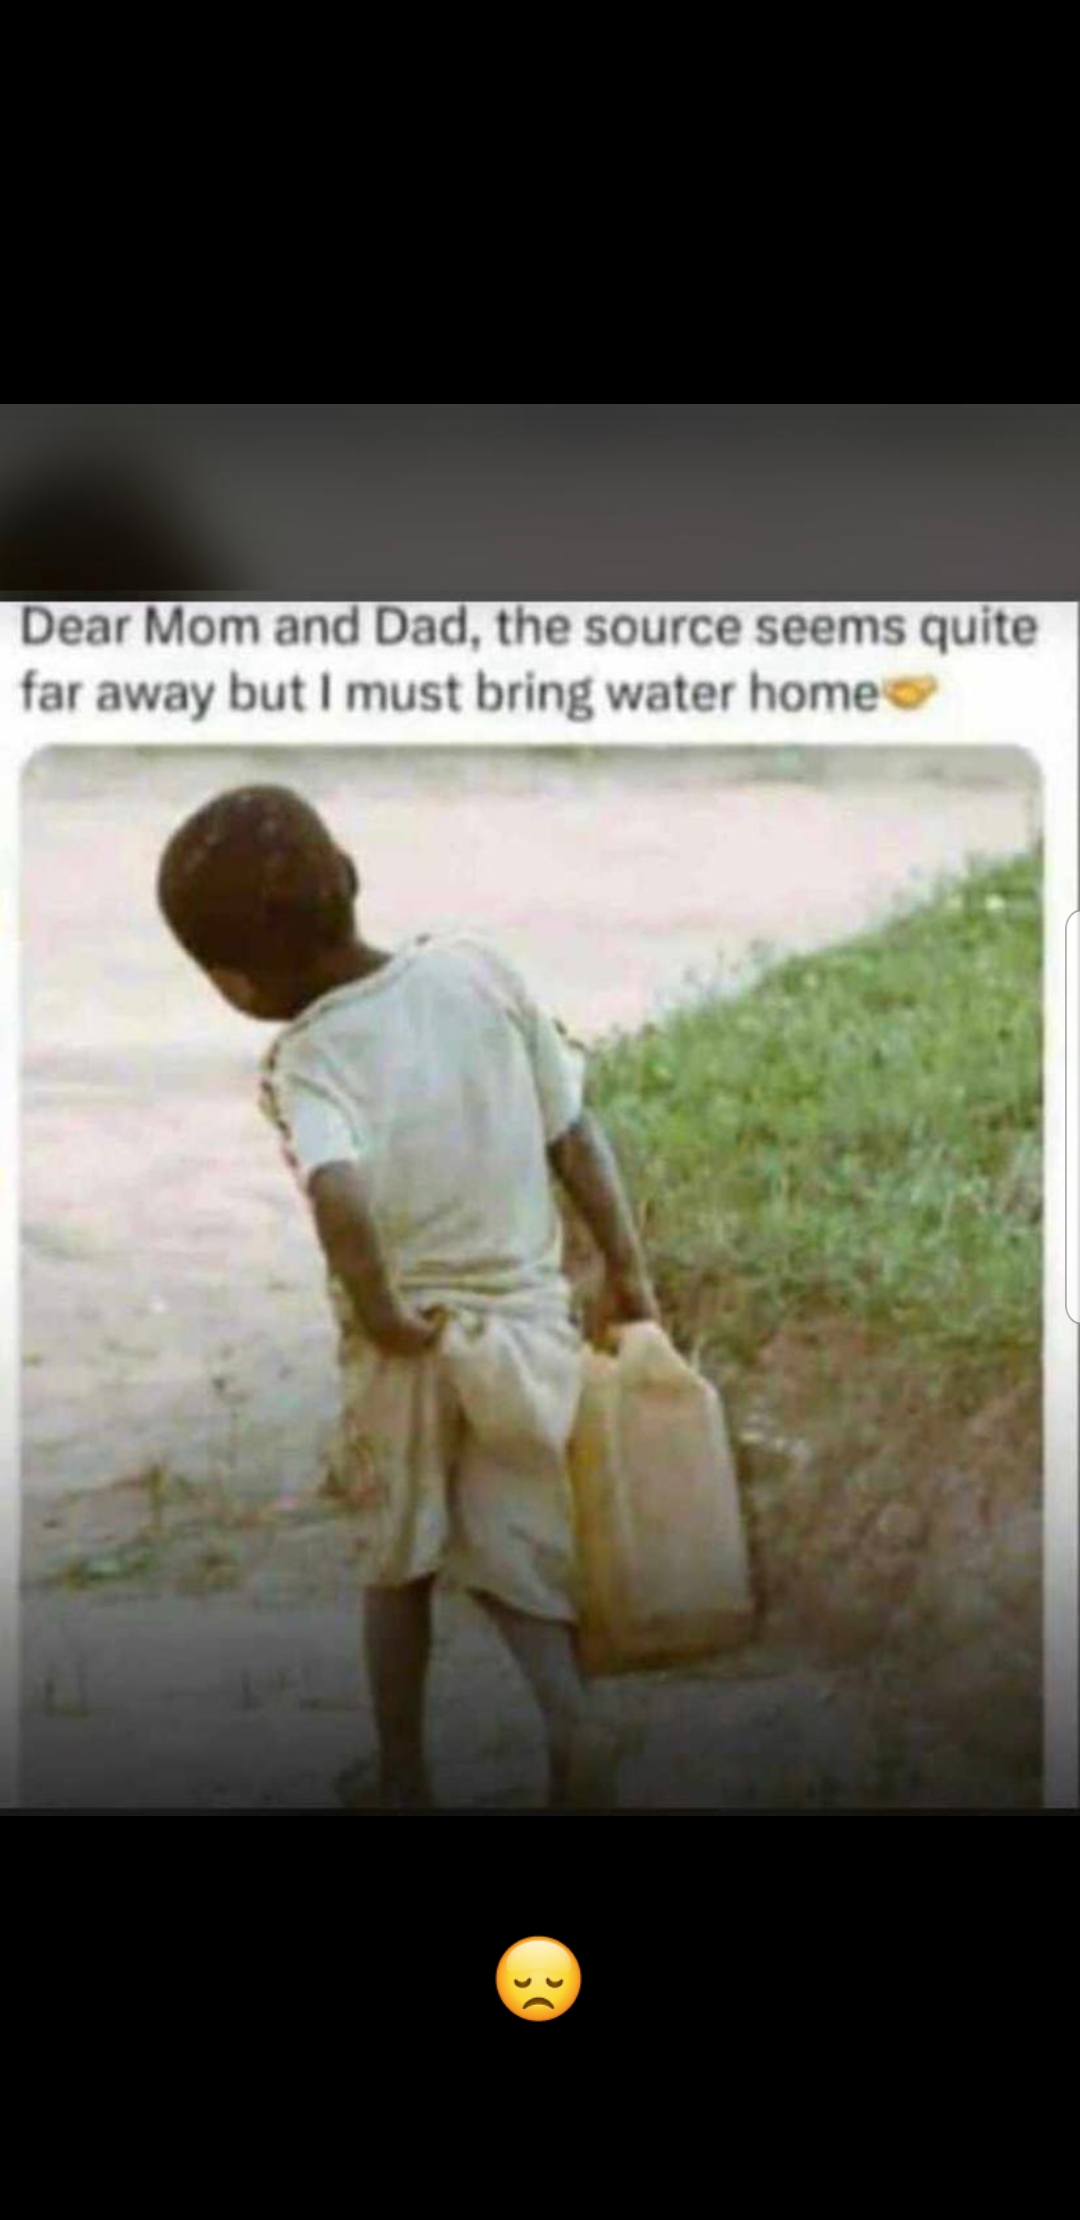 Dear Mom and Dad, the source seems quite
far away but I must bring water home🤝
😞